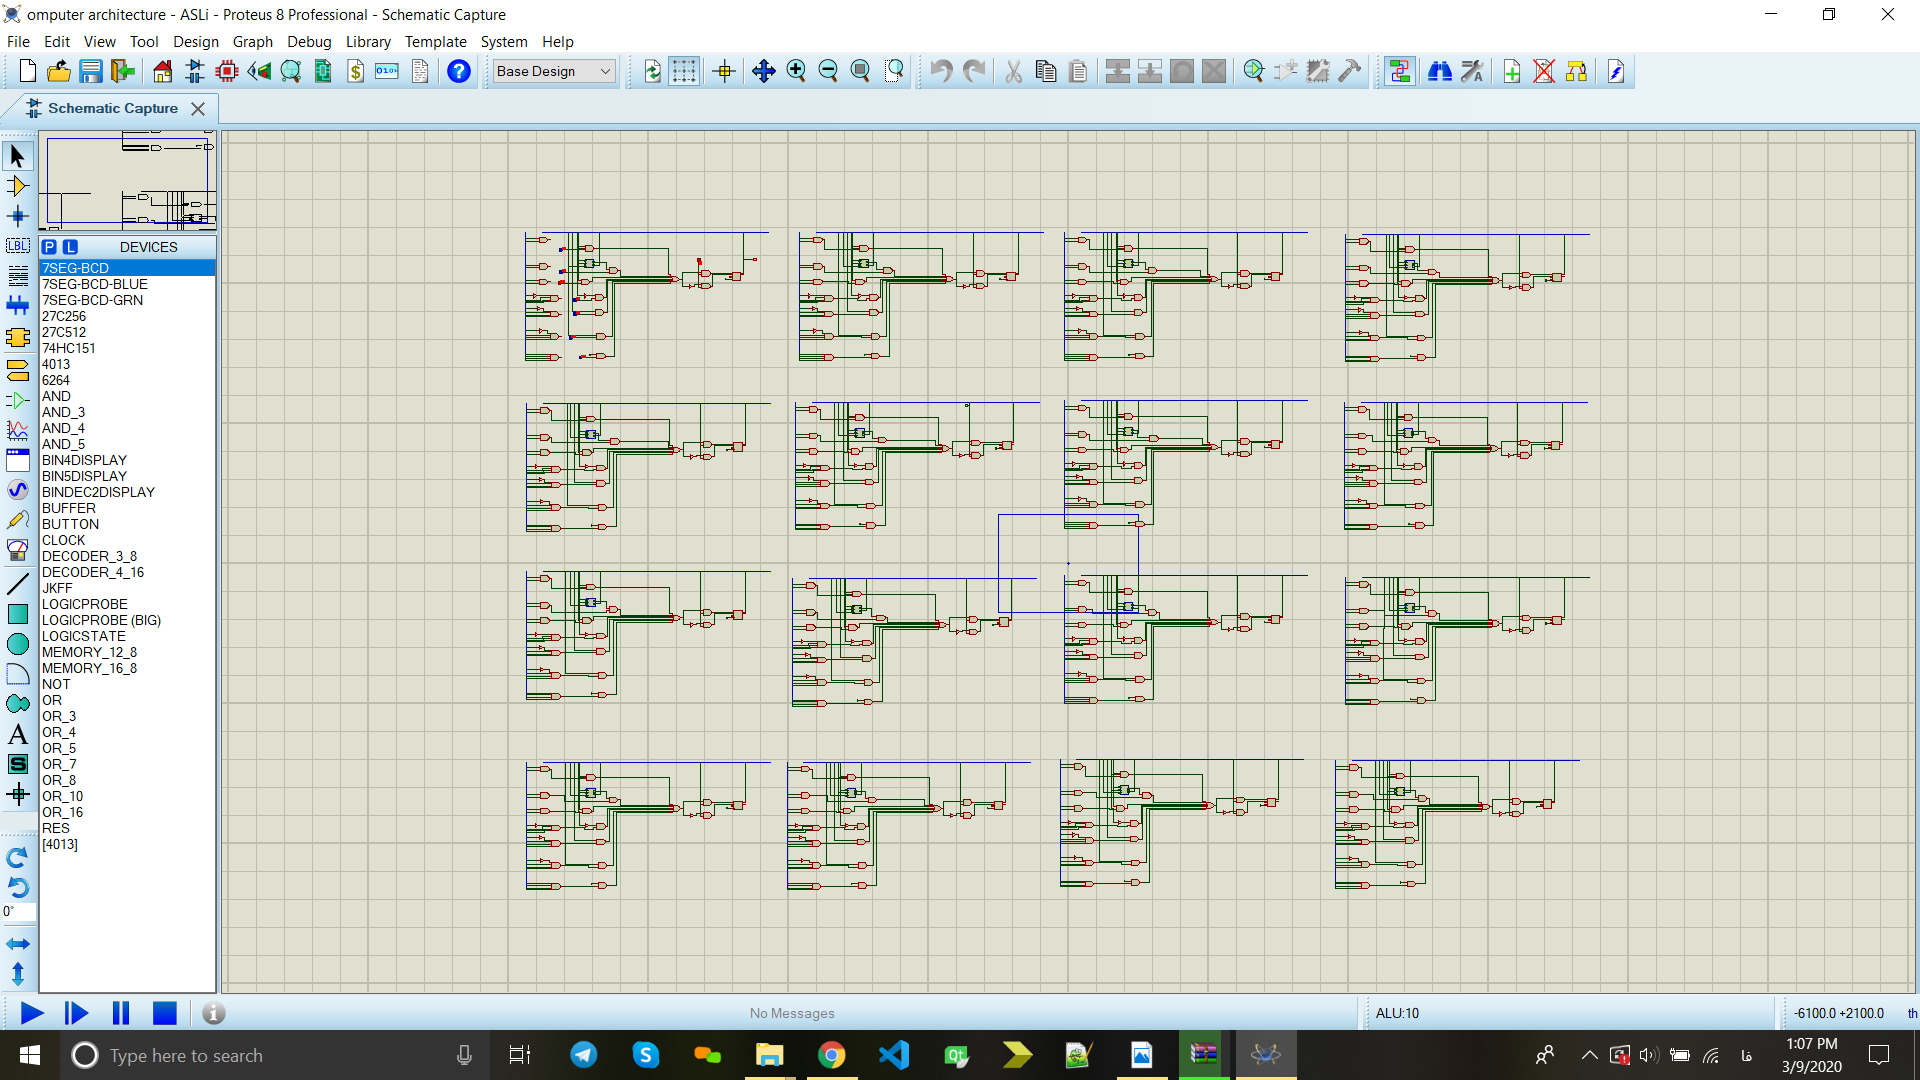 omputer architecture - ASLi - Proteus 8 Professional - Schematic Capture
File Edit View Tool Design Graph Debug Library Template System Help
Base Design
Schematic Capture
LBL
P L DEVICES
7SEG-BCD
7SEG-BCD-BLUE
7SEG-BCD-GRN
27C256
27C512
74HC151
4013
6264
AND
AND_3
AND_4
AND_5
BIN4DISPLAY
BIN5DISPLAY
BINDEC2DISPLAY
BUFFER
BUTTON
CLOCK
DECODER_3_8
DECODER_4_16
JKFF
LOGICPROBE
LOGICPROBE (BIG)
LOGICSTATE
MEMORY_12_8
MEMORY_16_8
NOT
OR
OR_3
OR_4
OR_5
OR_7
OR_8
OR_10
OR_16
RES
[4013]
A
S
0°
No Messages
ALU:10
-6100.0 +2100.0 th
Type here to search
Qt
فا
1:07 PM
3/9/2020